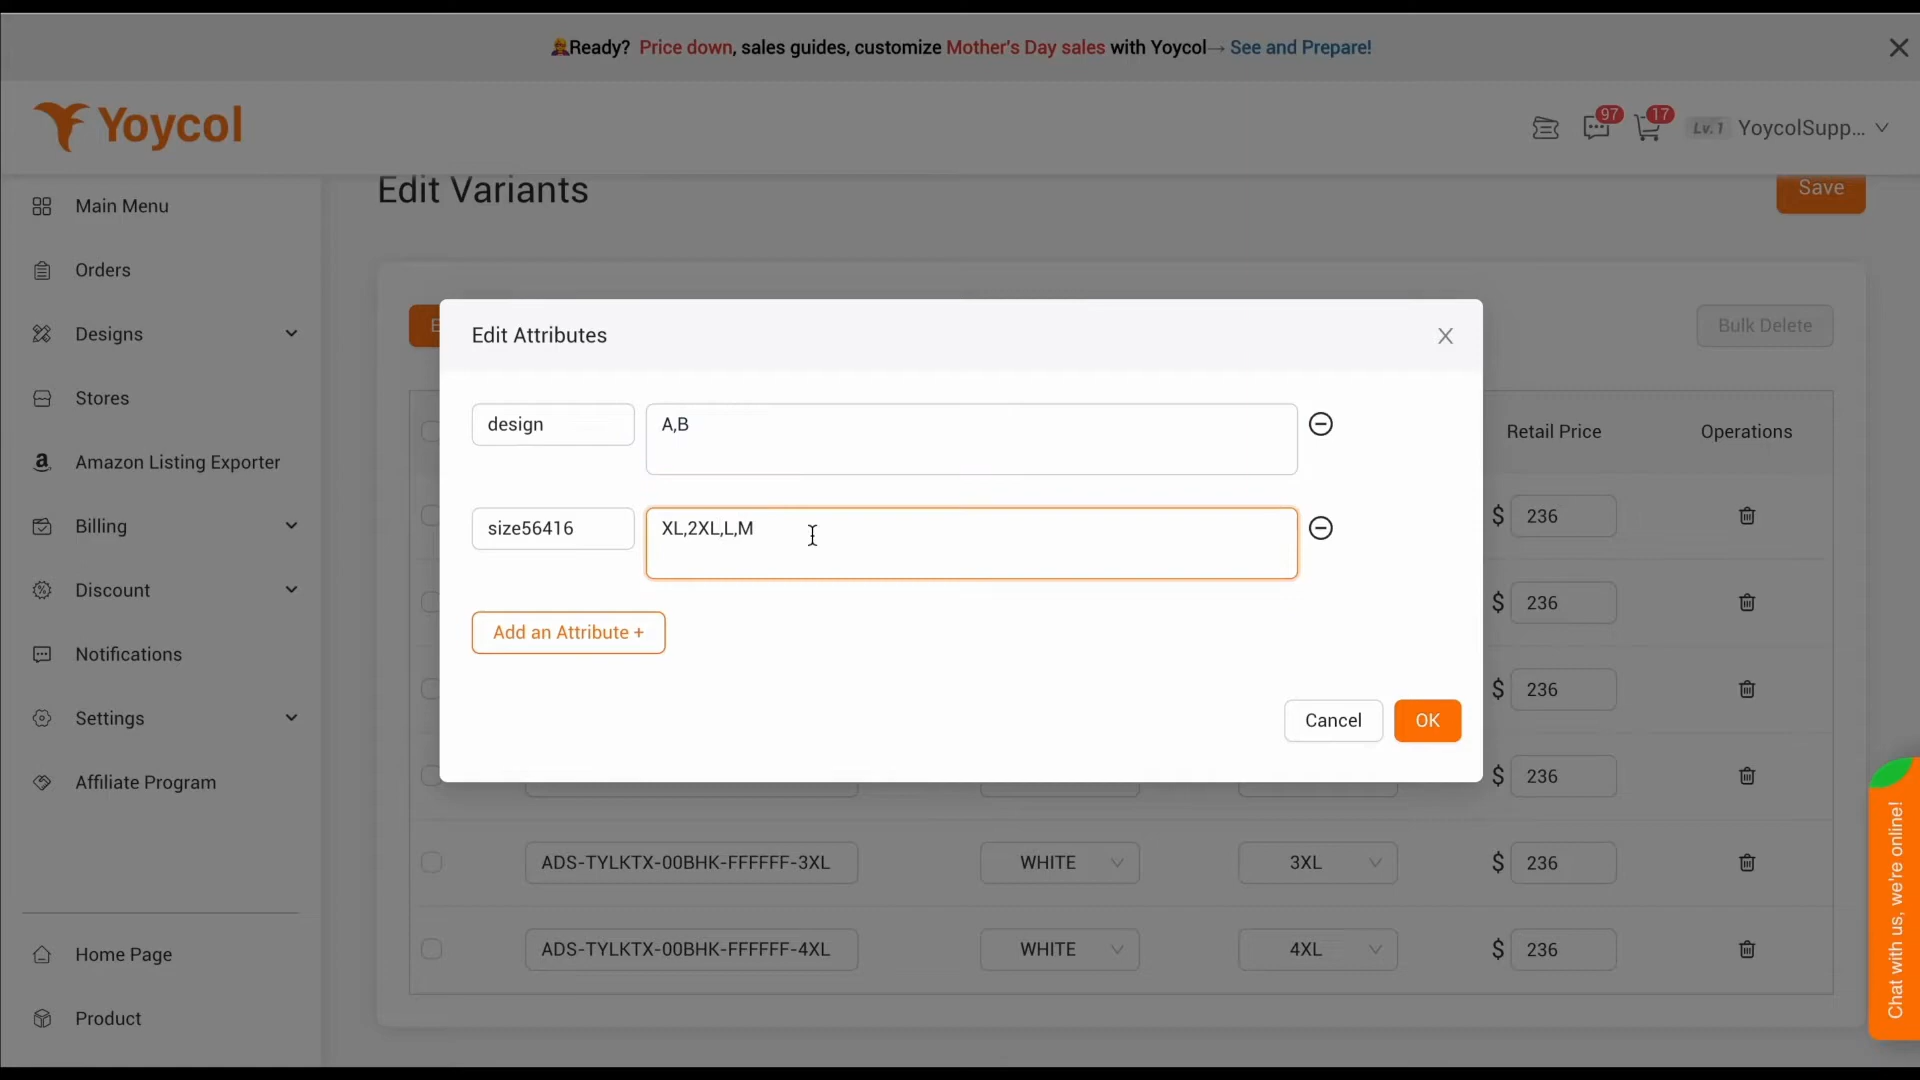 Ready? Price down, sales guides, customize Mother's Day sales with Yoycol→ See and Prepare!
Yoycol
97
17
Lv.1
YoycolSupp...
Edit Variants
Save
Main Menu
Orders
Designs
Stores
Amazon Listing Exporter
Billing
Discount
Notifications
Settings
Affiliate Program
Home Page
Product
E
Bulk Delete
Edit Attributes
design
A,B
size56416
XL,2XL,L,M
Add an Attribute +
Cancel
OK
Retail Price
Operations
$ 236
$ 236
$ 236
$ 236
ADS-TYLKTX-00BHK-FFFFFF-3XL
WHITE
3XL
$ 236
ADS-TYLKTX-00BHK-FFFFFF-4XL
WHITE
4XL
$ 236
Chat with us, we're online!